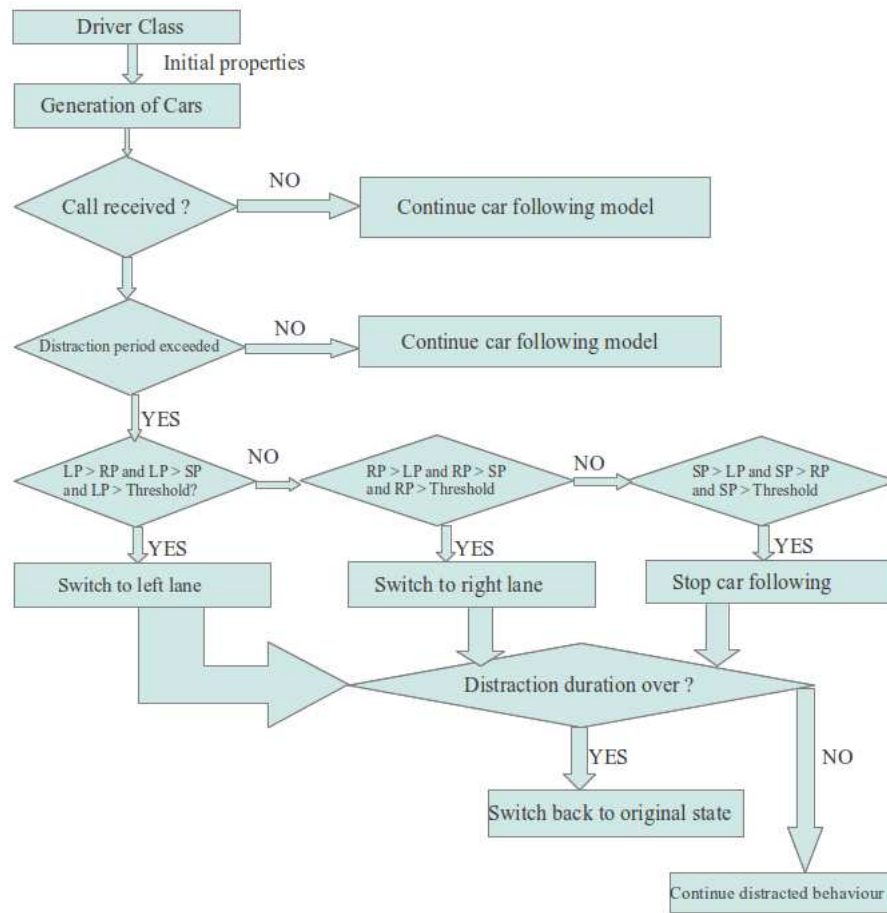 Driver Class
Initial properties
Generation of Cars
NO
Call received ?
Continue car following model
NO
Distraction period exceeded
Continue car following model
YES
LP > RP and LP > SP
and LP > Threshold?
NO
RP > LP and RP > SP
and RP > Threshold
NO
SP > LP and SP > RP
and SP > Threshold
YES
YES
YES
Switch to left lane
Switch to right lane
Stop car following
Distraction duration over ?
YES
NO
Switch back to original state
Continue distracted behaviour